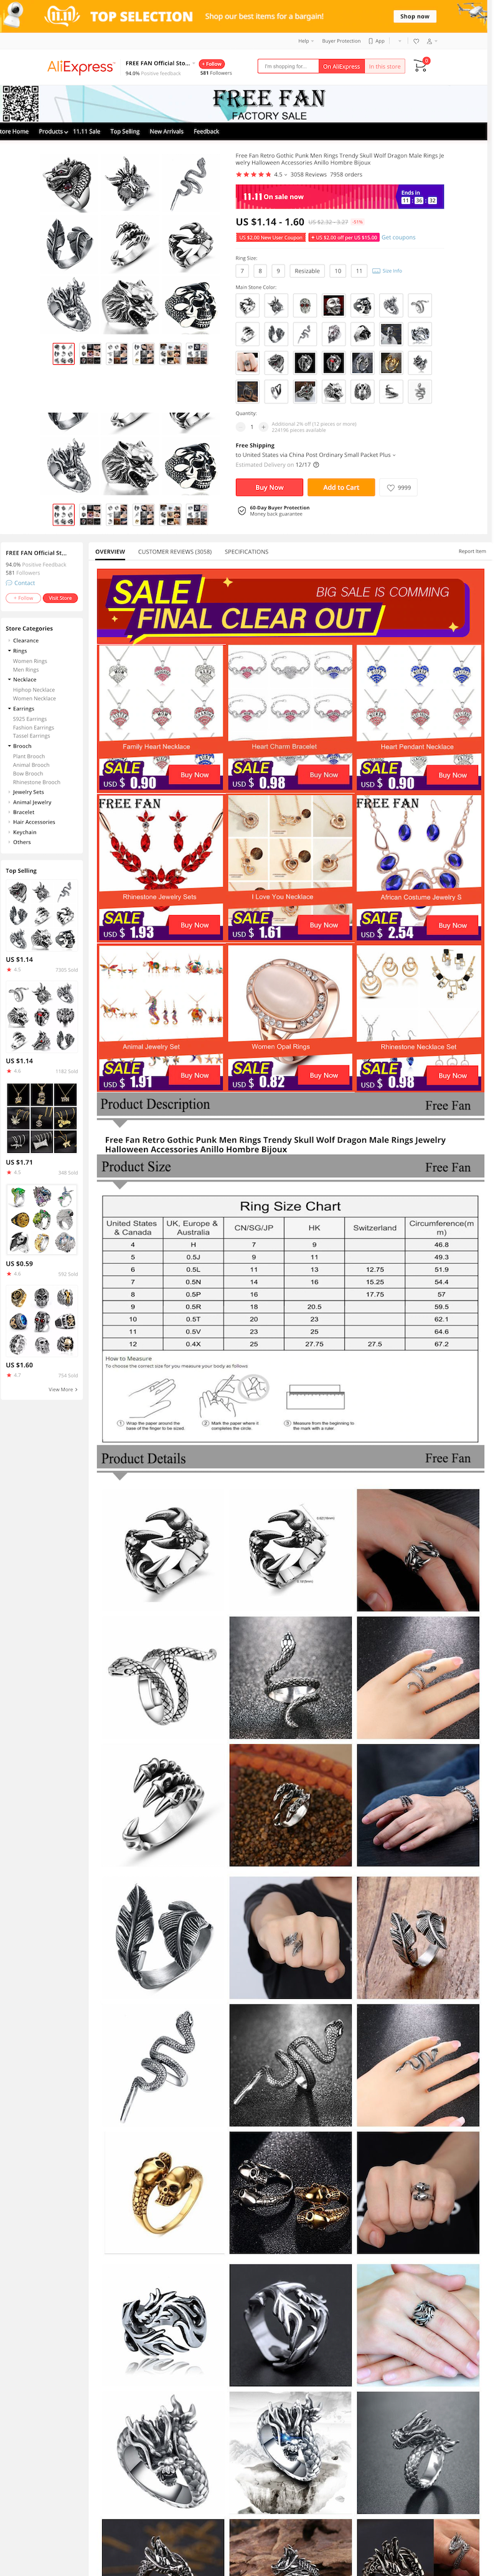 11.11 TOP SELECTION Shop our best items for a bargain! Shop now
Help Buyer Protection App
AliExpress
FREE FAN Official Sto... + Follow
94.0% Positive feedback 581 Followers
I'm shopping for... On AliExpress In this store
0
FREE FAN
FACTORY SALE
tore Home Products 11.11 Sale Top Selling New Arrivals Feedback
Free Fan Retro Gothic Punk Men Rings Trendy Skull Wolf Dragon Male Rings Je
welry Halloween Accessories Anillo Hombre Bijoux
4.5 3058 Reviews 7958 orders
11.11 On sale now Ends in
US $1.14 - 1.60 -51%
US $2.00 New User Coupon US $2.00 off per US $15.00 Get coupons
Ring Size:
7 8 9 Resizable 10 11 Size Info
Main Stone Color:
Quantity:
1 Additional 2% off (12 pieces or more)
224196 pieces available
Free Shipping
to United States via China Post Ordinary Small Packet Plus
Estimated Delivery on 12/17
Buy Now Add to Cart 9999
60-Day Buyer Protection
Money back guarantee
FREE FAN Official St...
94.0% Positive Feedback
581 Followers
Contact
+ Follow Visit Store
Store Categories
Clearance
Rings
Women Rings
Men Rings
Necklace
Hiphop Necklace
Women Necklace
Earrings
S925 Earrings
Fashion Earrings
Tassel Earrings
Brooch
Plant Brooch
Animal Brooch
Bow Brooch
Rhinestone Brooch
Jewelry Sets
Animal Jewelry
Bracelet
Hair Accessories
Keychain
Others
Top Selling
US $1.14
4.5 7365 Sold
US $1.14
4.6 1182 Sold
US $1.71
4.5 348 Sold
US $0.59
4.6 592 Sold
US $1.60
4.7 754 Sold
View More
OVERVIEW CUSTOMER REVIEWS (3058) SPECIFICATIONS Report Item
SALE BIG SALE IS COMMING
FINAL CLEAR OUT
Family Heart Necklace Heart Charm Bracelet Heart Pendant Necklace
SALE USD $ 0.90 Buy Now SALE USD $ 0.98 Buy Now SALE USD $ 0.90 Buy Now
FREE FAN FREE FAN
Rhinestone Jewelry Sets I Love You Necklace African Costume Jewelry S
SALE USD $ 1.93 Buy Now SALE USD $ 1.61 Buy Now SALE USD $ 2.54 Buy Now
Animal Jewelry Set Women Opal Rings Rhinestone Necklace Set
SALE USD $ 1.91 Buy Now SALE USD $ 0.82 Buy Now SALE USD $ 0.98 Buy Now
Product Description Free Fan
Free Fan Retro Gothic Punk Men Rings Trendy Skull Wolf Dragon Male Rings Jewelry
Halloween Accessories Anillo Hombre Bijoux
Product Size Free Fan
Ring Size Chart
United States & Canada UK, Europe & Australia CN/SG/JP HK Switzerland Circumference(mm)
4 H 7 9 46.8
5 0.5J 9 11 49.3
6 0.5L 11 13 12.75 51.9
7 0.5N 14 16 15.25 54.4
8 0.5P 16 17.75 57
9 0.5R 18 20.5 59.5
10 0.5T 20 23 62.1
11 0.5V 23 25 64.6
12 0.4X 25 27.75 27.5 67.2
How to Measure
To choose the correct size for you measure your body as follows
1 Wrap the paper around the base of the finger to be sized.
2 Mark the paper where it completes the circle.
3 Measure from the beginning to the mark with a ruler.
Product Details Free Fan